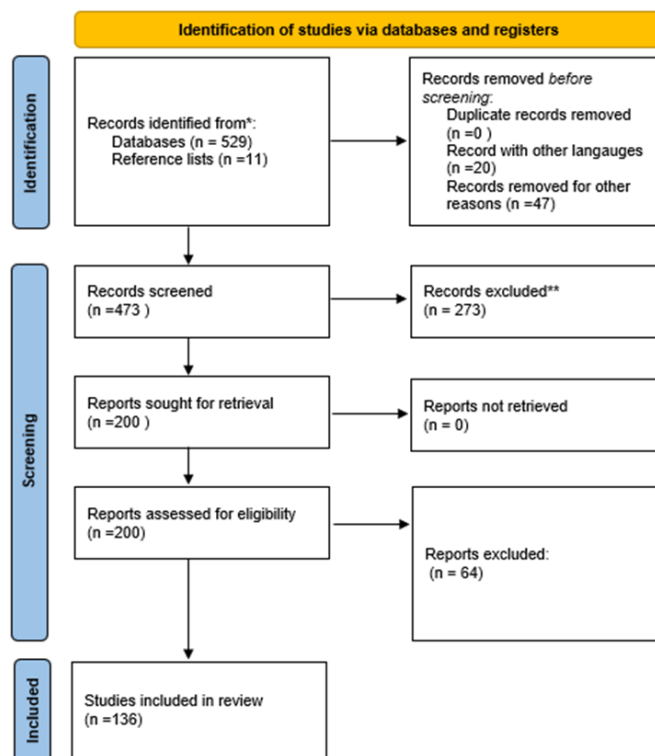 Identification of studies via databases and registers
Identification
Records identified from*:
Databases (n = 529)
Reference lists (n =11)
Records removed before
screening:
Duplicate records removed
(n =0 )
Record with other langauges
(n =20)
Records removed for other
reasons (n =47)
Screening
Records screened
(n =473 )
Records excluded**
(n = 273)
Reports sought for retrieval
(n =200 )
Reports not retrieved
(n = 0)
Reports assessed for eligibility
(n =200)
Reports excluded:
(n = 64)
Included
Studies included in review
(n =136)